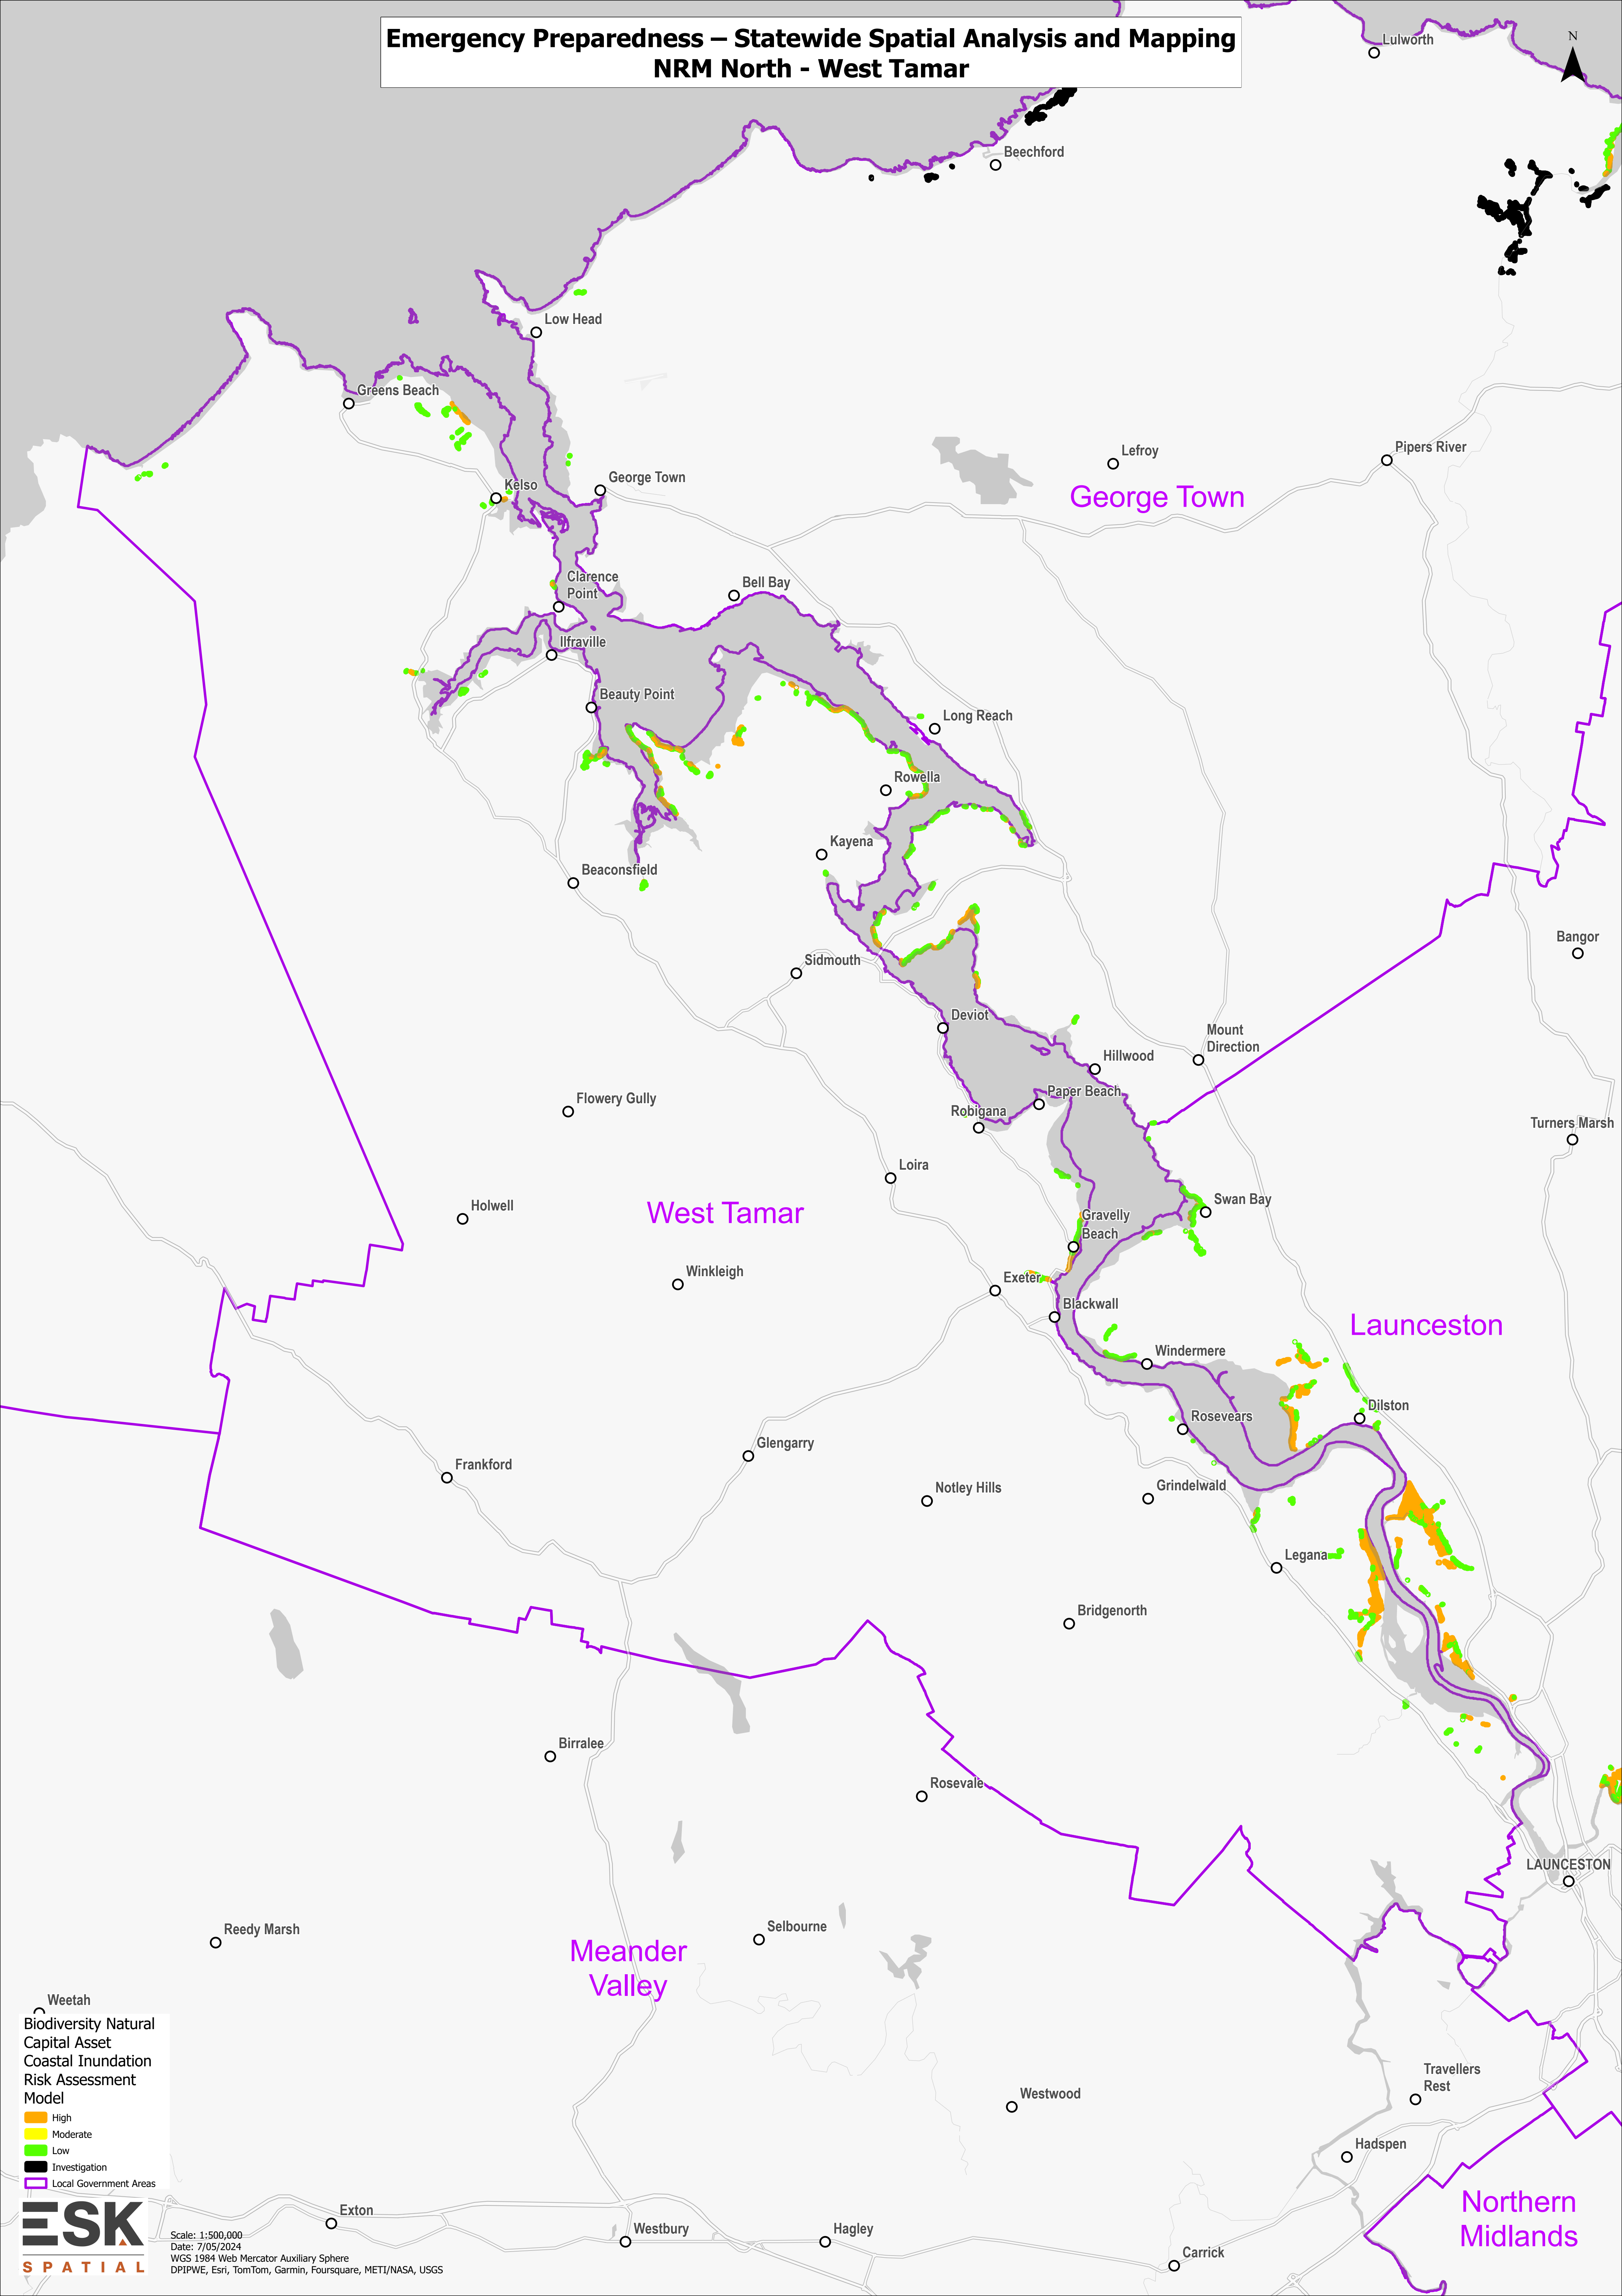 Emergency Preparedness – Statewide Spatial Analysis and Mapping
NRM North - West Tamar
N
Lulworth
Beechford
Low Head
Greens Beach
Lefroy
Pipers River
George Town
Kelso
George Town
Clarence
Point
Bell Bay
Ilfraville
Beauty Point
Long Reach
Rowella
Kayena
Beaconsfield
Bangor
Sidmouth
Deviot
Mount
Direction
Hillwood
Paper Beach
Flowery Gully
Robigana
Turners Marsh
Loira
Holwell
West Tamar
Swan Bay
Gravelly
Beach
Winkleigh
Exeter
Blackwall
Launceston
Windermere
Dilston
Rosevears
Glengarry
Frankford
Notley Hills
Grindelwald
Legana
Bridgenorth
Birralee
Rosevale
LAUNCESTON
Reedy Marsh
Selbourne
Meander
Valley
Weetah
Travellers
Rest
Westwood
Hadspen
Northern
Midlands
Exton
Westbury
Hagley
Carrick
Biodiversity Natural
Capital Asset
Coastal Inundation
Risk Assessment
Model
High
Moderate
Low
Investigation
Local Government Areas
ESK
SPATIAL
Scale: 1:500,000
Date: 7/05/2024
WGS 1984 Web Mercator Auxiliary Sphere
DPIPWE, Esri, TomTom, Garmin, Foursquare, METI/NASA, USGS